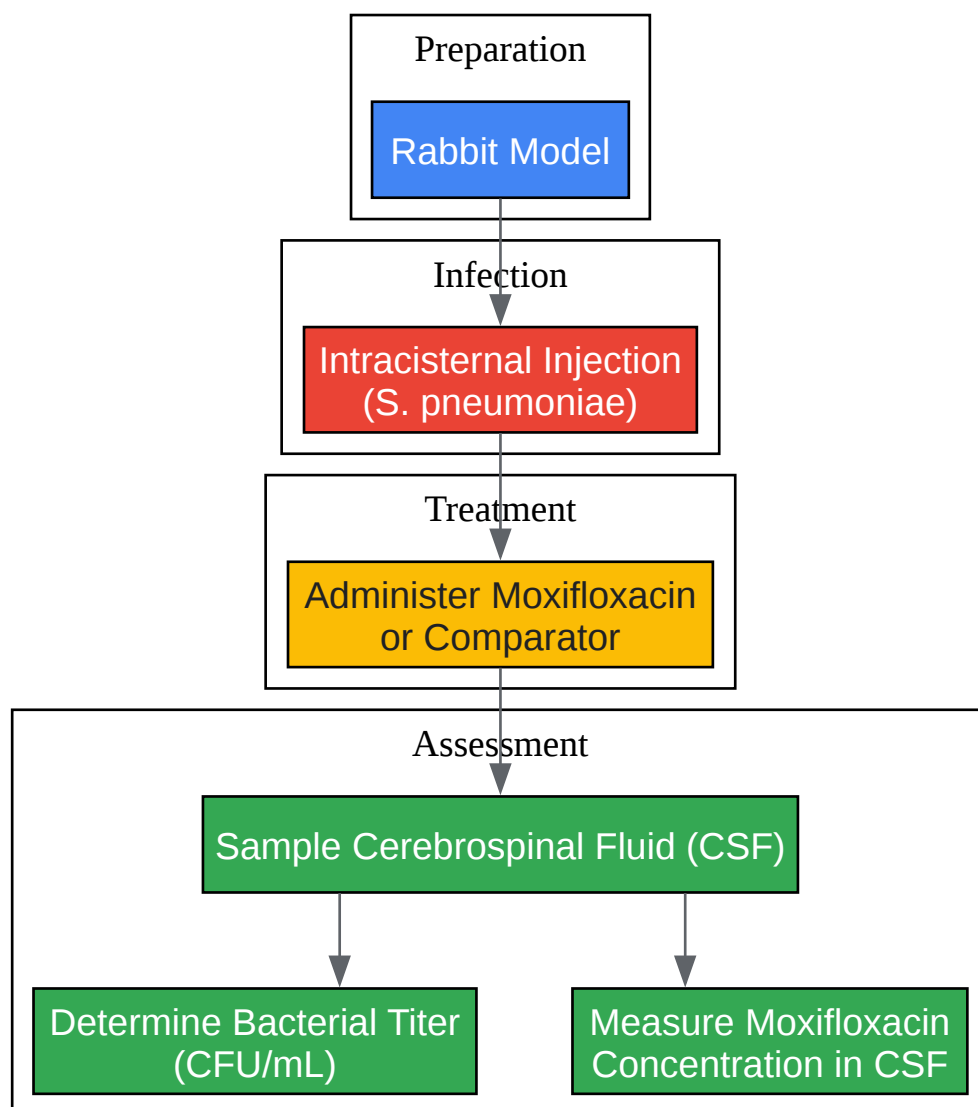 Preparation
Rabbit Model
Infection
Intracisternal Injection
(S. pneumoniae)
Treatment
Administer Moxifloxacin
or Comparator
Assessment
Sample Cerebrospinal Fluid (CSF)
Determine Bacterial Titer
(CFU/mL)
Measure Moxifloxacin
Concentration in CSF